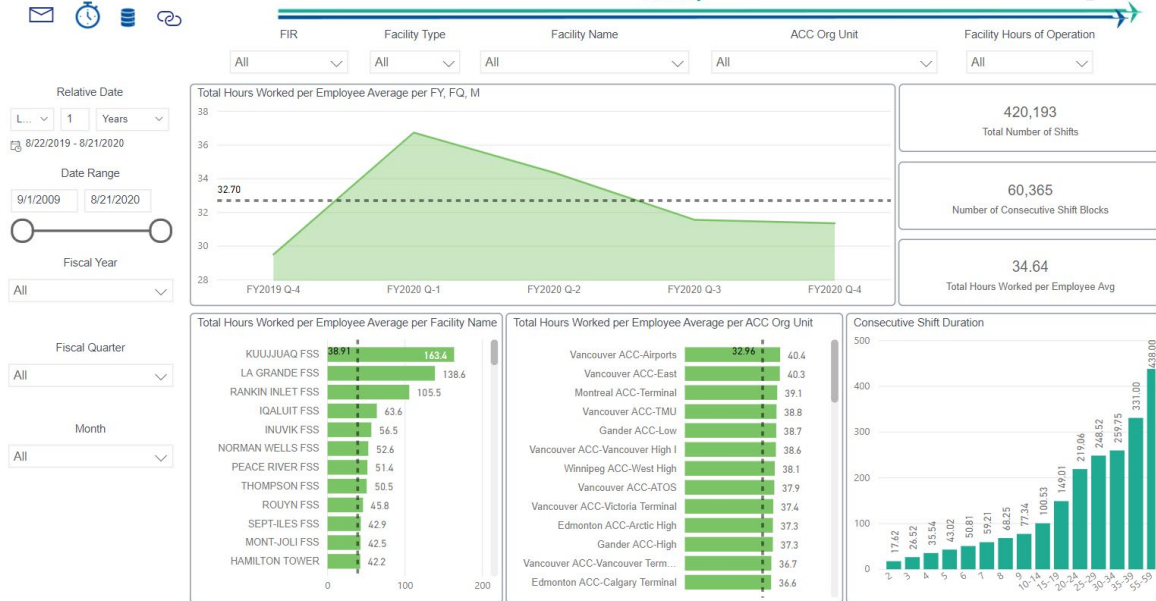 FIR
Facility Type
Facility Name
ACC Org Unit
Facility Hours of Operation
All
All
All
All
All
Relative Date
L...
1
Years
8/22/2019 - 8/21/2020
Date Range
9/1/2009
8/21/2020
Fiscal Year
All
Fiscal Quarter
All
Month
All
Total Hours Worked per Employee Average per FY, FQ, M
38
36
34
32
30
28
32.70
FY2019 Q-4
FY2020 Q-1
FY2020 Q-2
FY2020 Q-3
FY2020 Q-4
420,193
Total Number of Shifts
60,365
Number of Consecutive Shift Blocks
34.64
Total Hours Worked per Employee Avg
Total Hours Worked per Employee Average per Facility Name
38.91
KUUJJUAQ FSS 163.4
LA GRANDE FSS 138.6
RANKIN INLET FSS 105.5
IQALUIT FSS 63.6
INUVIK FSS 56.5
NORMAN WELLS FSS 52.6
PEACE RIVER FSS 51.4
THOMPSON FSS 50.5
ROUYN FSS 45.8
SEPT-ILES FSS 42.9
MONT-JOLI FSS 42.5
HAMILTON TOWER 42.2
0 100 200
Total Hours Worked per Employee Average per ACC Org Unit
32.96
Vancouver ACC-Airports 40.4
Vancouver ACC-East 40.3
Montreal ACC-Terminal 39.1
Vancouver ACC-TMU 38.8
Gander ACC-Low 38.7
Vancouver ACC-Vancouver High I 38.6
Winnipeg ACC-West High 38.1
Vancouver ACC-ATOS 37.9
Vancouver ACC-Victoria Terminal 37.4
Edmonton ACC-Arctic High 37.3
Gander ACC-High 37.3
Vancouver ACC-Vancouver Term... 36.7
Edmonton ACC-Calgary Terminal 36.6
Consecutive Shift Duration
500
400
300
200
100
0
17.62
26.52
35.54
43.02
50.81
59.21
68.25
77.34
100.53
149.01
219.06
248.52
259.75
331.00
438.00
2
3
4
5
6
7
8
9
10-14
15-19
20-24
25-29
30-34
35-39
55-59